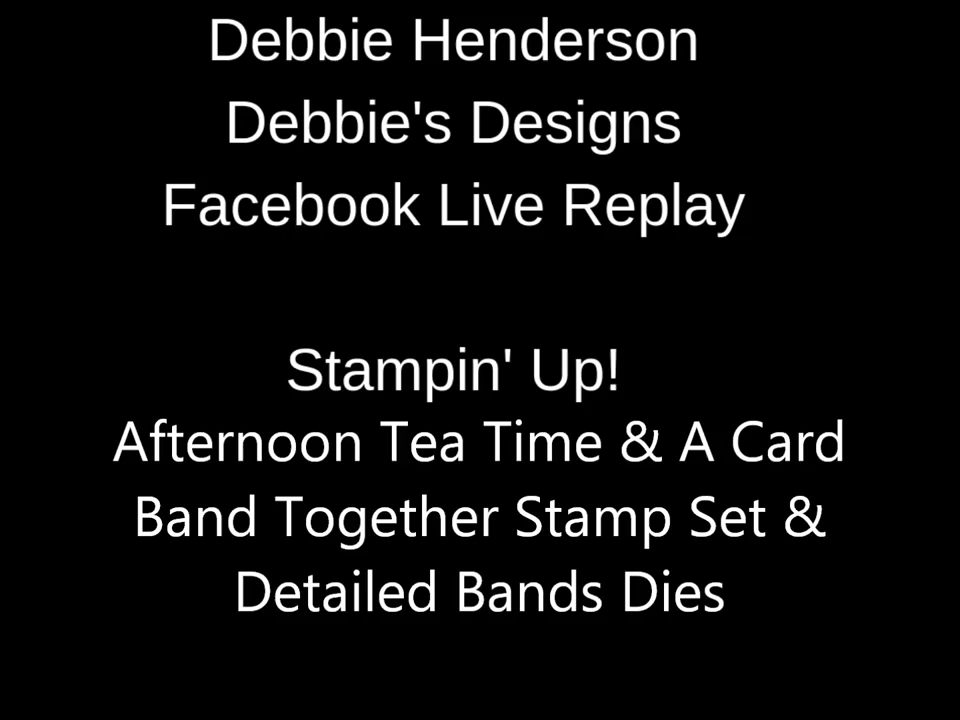 Debbie Henderson
Debbie's Designs
Facebook Live Replay
Stampin' Up!
Afternoon Tea Time & A Card
Band Together Stamp Set &
Detailed Bands Dies